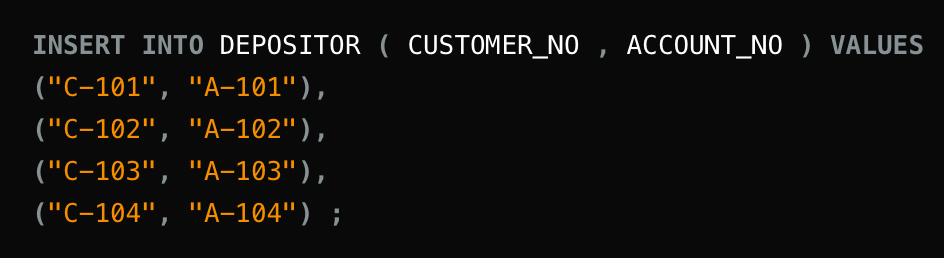 INSERT INTO DEPOSITOR ( CUSTOMER_NO , ACCOUNT_NO ) VALUES
("C-101", "A-101"),
("C-102", "A-102"),
("C-103", "A-103"),
("C-104", "A-104") ;